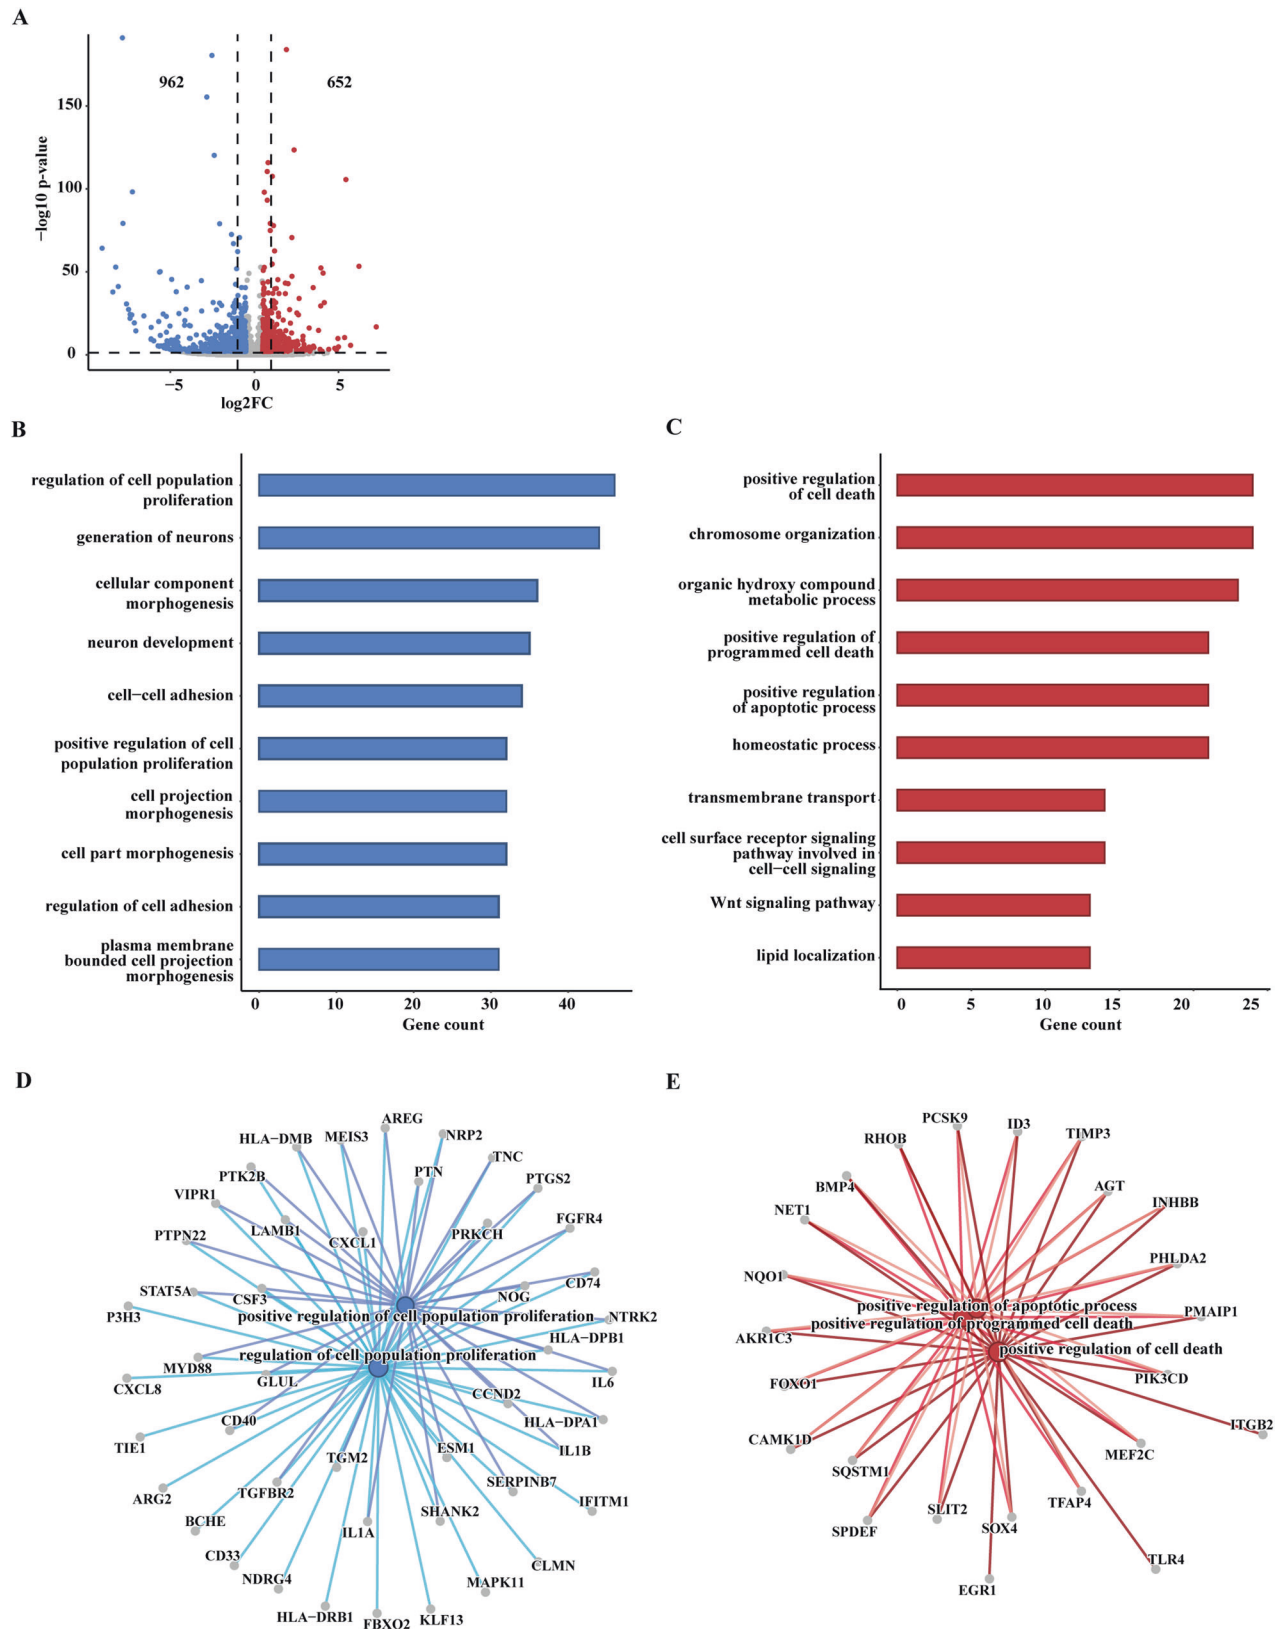 A
962
652
150
100
50
0
−log10 p-value
−5
0
5
log2FC
B
regulation of cell population
proliferation
generation of neurons
cellular component
morphogenesis
neuron development
cell−cell adhesion
positive regulation of cell
population proliferation
cell projection
morphogenesis
cell part morphogenesis
regulation of cell adhesion
plasma membrane
bounded cell projection
morphogenesis
0
10
20
30
40
Gene count
C
positive regulation
of cell death
chromosome organization
organic hydroxy compound
metabolic process
positive regulation of
programmed cell death
positive regulation
of apoptotic process
homeostatic process
transmembrane transport
cell surface receptor signaling
pathway involved in
cell−cell signaling
Wnt signaling pathway
lipid localization
0
5
10
15
20
25
Gene count
D
AREG
HLA−DMB
MEIS3
NRP2
TNC
PTK2B
PTN
PTGS2
VIPR1
LAMB1
CXCL1
PRKCH
FGFR4
PTPN22
CD74
STAT5A
CSF3
NOG
P3H3
positive regulation of cell population proliferation
NTRK2
HLA−DPB1
regulation of cell population proliferation
MYD88
CXCL8
GLUL
IL6
CCND2
CD40
HLA−DPA1
TIE1
IL1B
ESM1
TGM2
ARG2
TGFBR2
SERPINB7
IFITM1
BCHE
IL1A
SHANK2
CD33
CLMN
NDRG4
MAPK11
HLA−DRB1
FBXO2
KLF13
E
PCSK9
ID3
RHOB
TIMP3
BMP4
AGT
NET1
INHBB
PHLDA2
NQO1
positive regulation of apoptotic process
PMAIP1
positive regulation of programmed cell death
AKR1C3
positive regulation of cell death
FOXO1
PIK3CD
ITGB2
CAMK1D
MEF2C
SQSTM1
TFAP4
SLIT2
SPDEF
SOX4
TLR4
EGR1